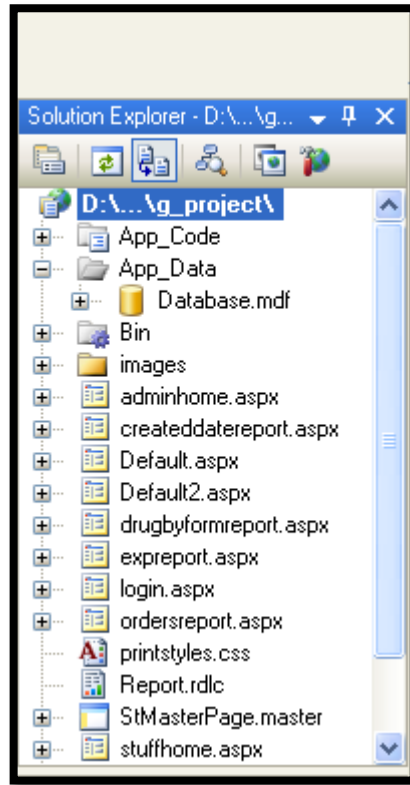 Solution Explorer - D:\...\g...
D:\...\g_project\
App_Code
App_Data
Database.mdf
Bin
images
adminhome.aspx
createddatereport.aspx
Default.aspx
Default2.aspx
drugbyformreport.aspx
expreport.aspx
login.aspx
ordersreport.aspx
printstyles.css
Report.rdlc
StMasterPage.master
stuffhome.aspx